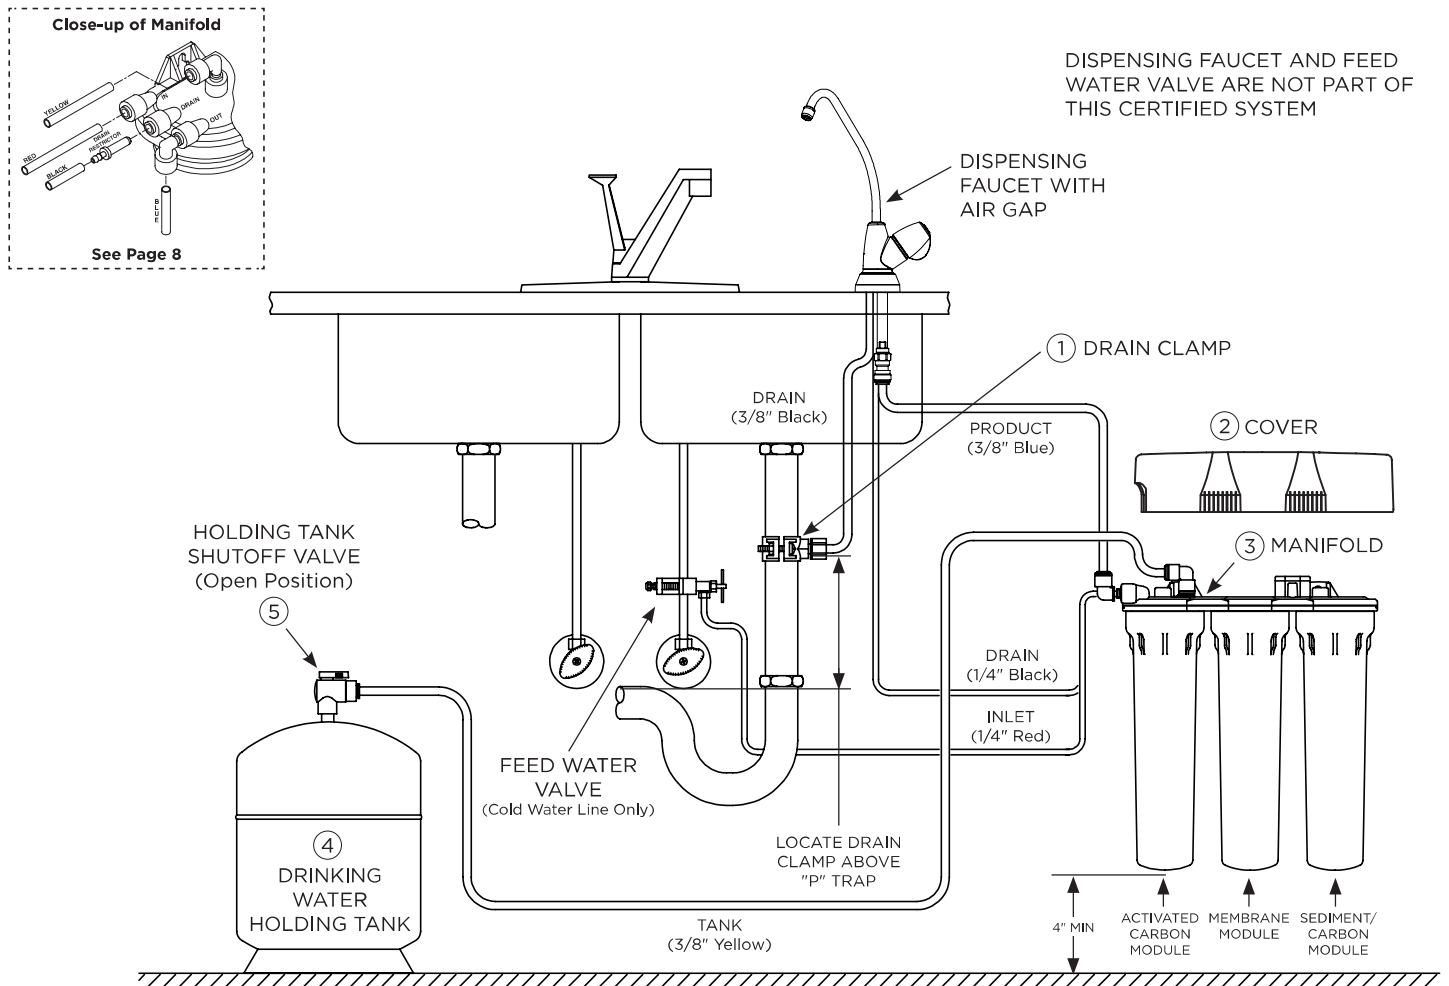 Close-up of Manifold
YELLOW
RED
BLACK
DRAIN
RESTRICTOR
IN
DRAIN
OUT
BLUE
See Page 8
DISPENSING FAUCET AND FEED
WATER VALVE ARE NOT PART OF
THIS CERTIFIED SYSTEM
DISPENSING
FAUCET WITH
AIR GAP
1 DRAIN CLAMP
DRAIN
(3/8" Black)
PRODUCT
(3/8" Blue)
2 COVER
3 MANIFOLD
HOLDING TANK
SHUTOFF VALVE
(Open Position)
5
DRAIN
(1/4" Black)
INLET
(1/4" Red)
FEED WATER
VALVE
(Cold Water Line Only)
4
DRINKING
WATER
HOLDING TANK
LOCATE DRAIN
CLAMP ABOVE
"P" TRAP
TANK
(3/8" Yellow)
4" MIN
ACTIVATED
CARBON
MODULE
MEMBRANE
MODULE
SEDIMENT/
CARBON
MODULE